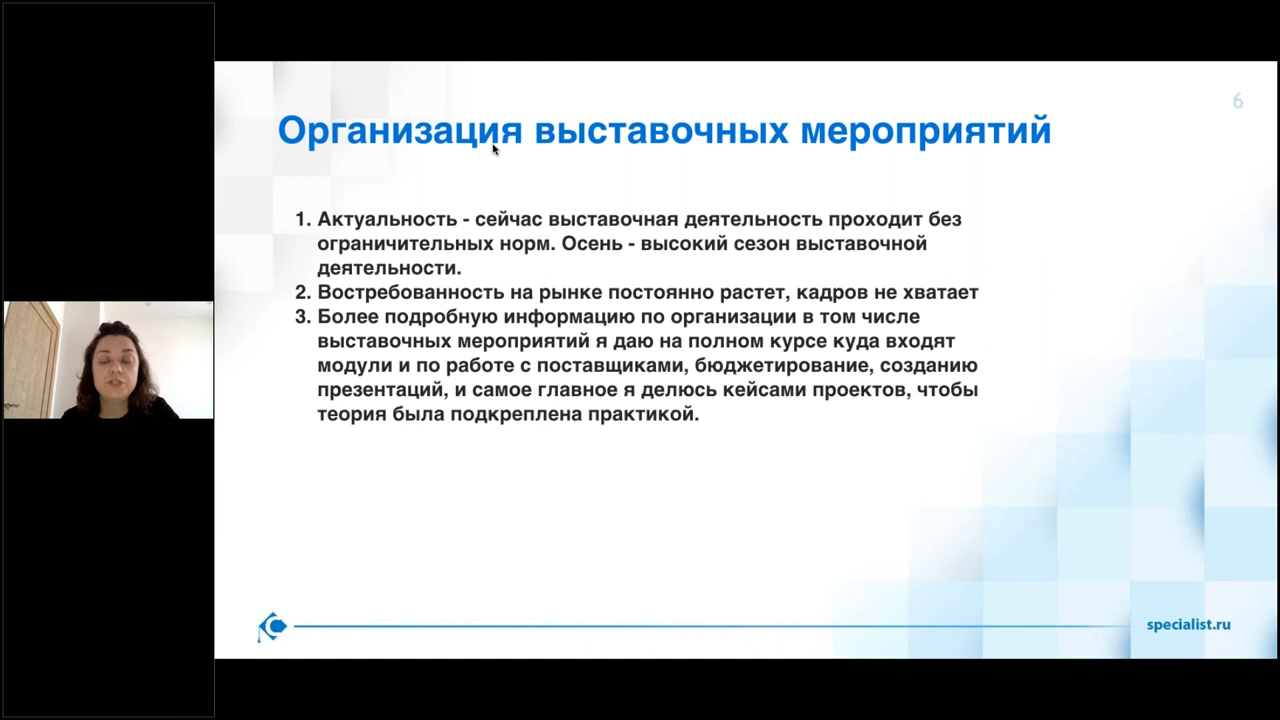 6
Организация выставочных мероприятий
1. Актуальность - сейчас выставочная деятельность проходит без
ограничительных норм. Осень - высокий сезон выставочной
деятельности.
2. Востребованность на рынке постоянно растет, кадров не хватает
3. Более подробную информацию по организации в том числе
выставочных мероприятий я даю на полном курсе куда входят
модули и по работе с поставщиками, бюджетирование, созданию
презентаций, и самое главное я делюсь кейсами проектов, чтобы
теория была подкреплена практикой.
specialist.ru